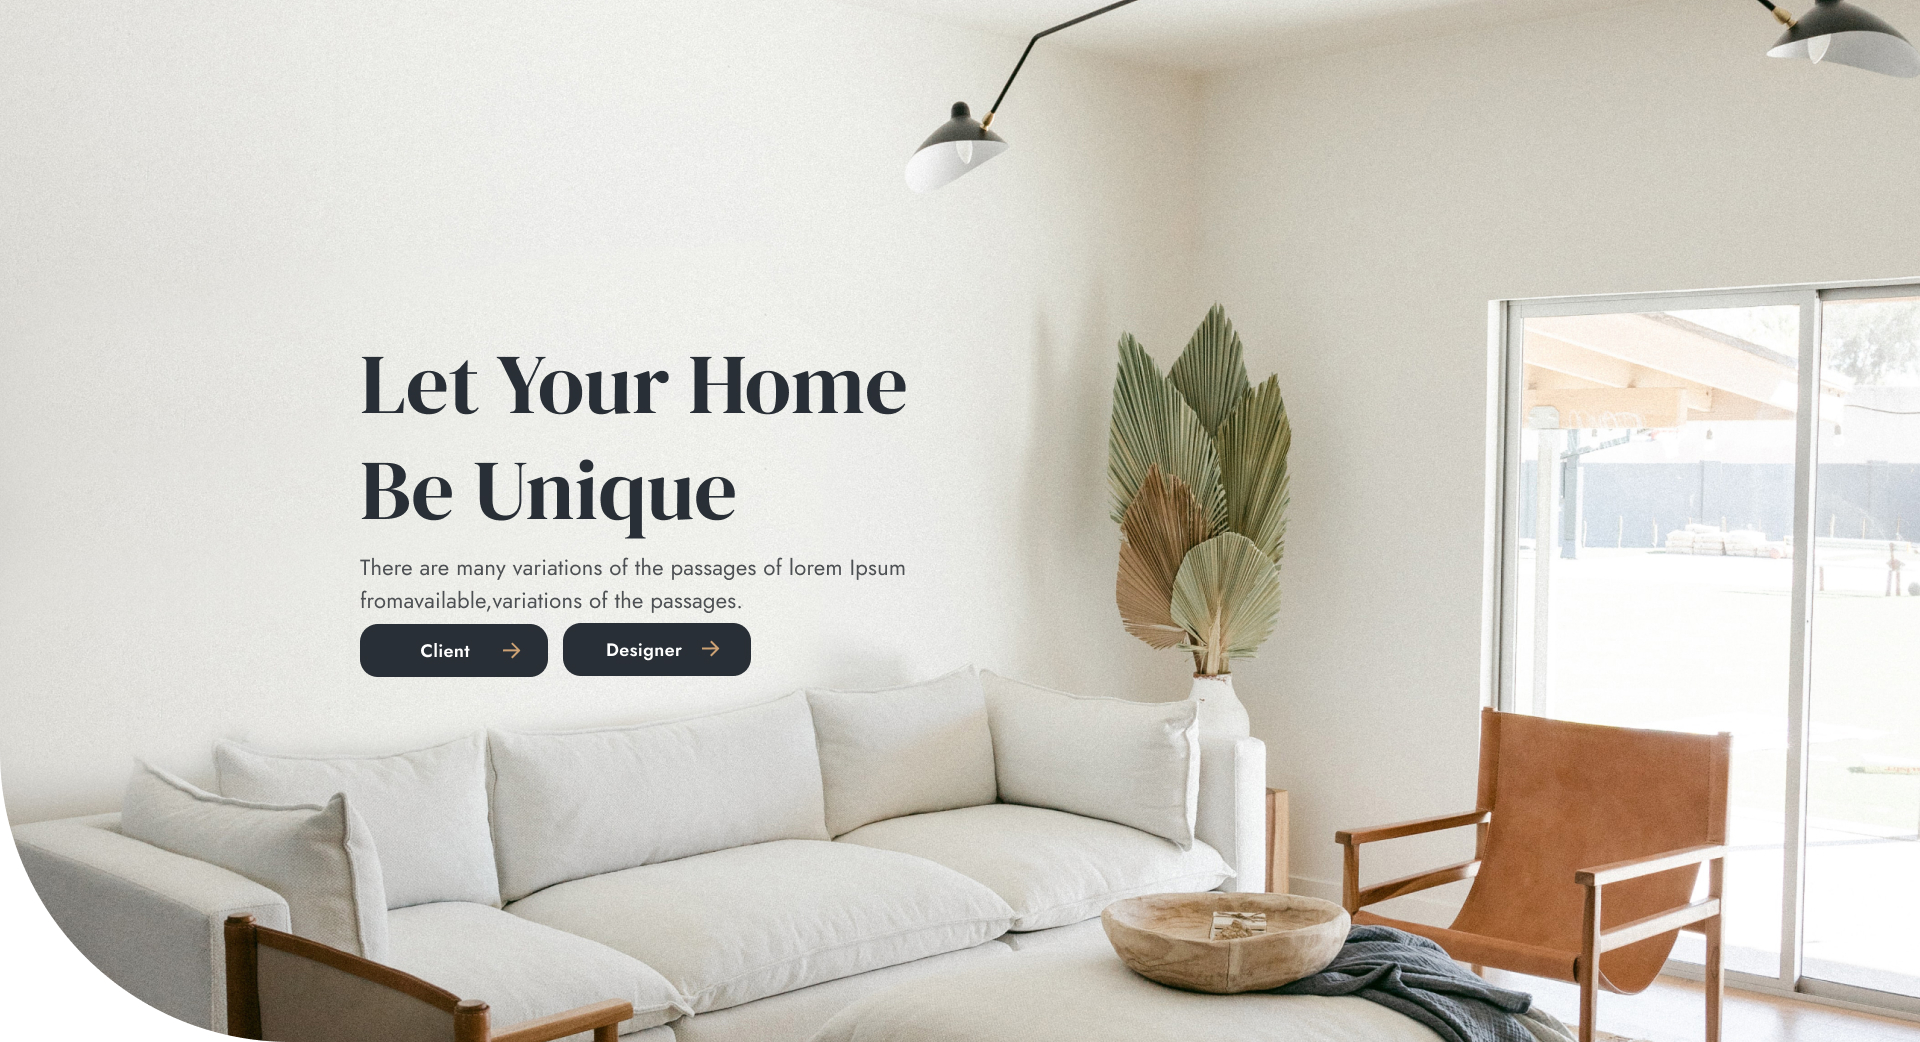 Let Your Home
Be Unique
There are many variations of the passages of lorem Ipsum
fromavailable,variations of the passages.
Client
Designer